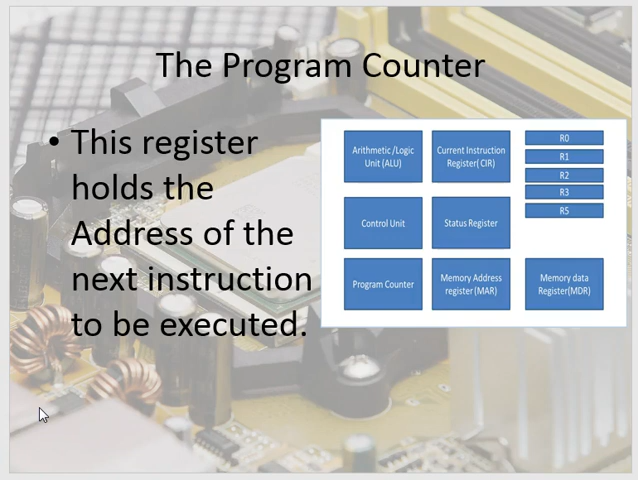 The Program Counter
• This register
holds the
Address of the
next instruction
to be executed.
Arithmetic /Logic
Unit (ALU)
Current Instruction
Register( CIR)
R0
R1
R2
R3
R5
Control Unit
Status Register
Program Counter
Memory Address
register (MAR)
Memory data
Register(MDR)